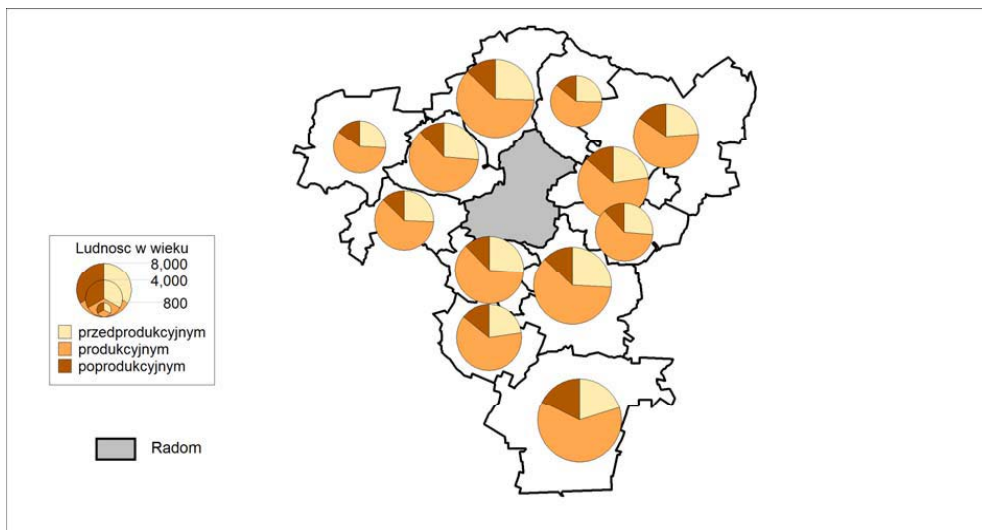 Ludnosc w wieku
8,000
4,000
800
przedprodukcyjnym
produkcyjnym
poprodukcyjnym
Radom